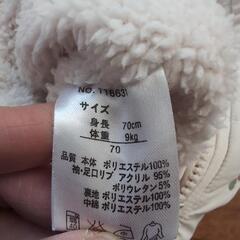 NO. 116631
サイズ
身長 70cm
体重 9kg
70
品質 本体 ポリエステル100%
袖・足口リブ アクリル 95%
ポリウレタン 5%
裏地 ポリエステル100%
中綿 ポリエステル100%